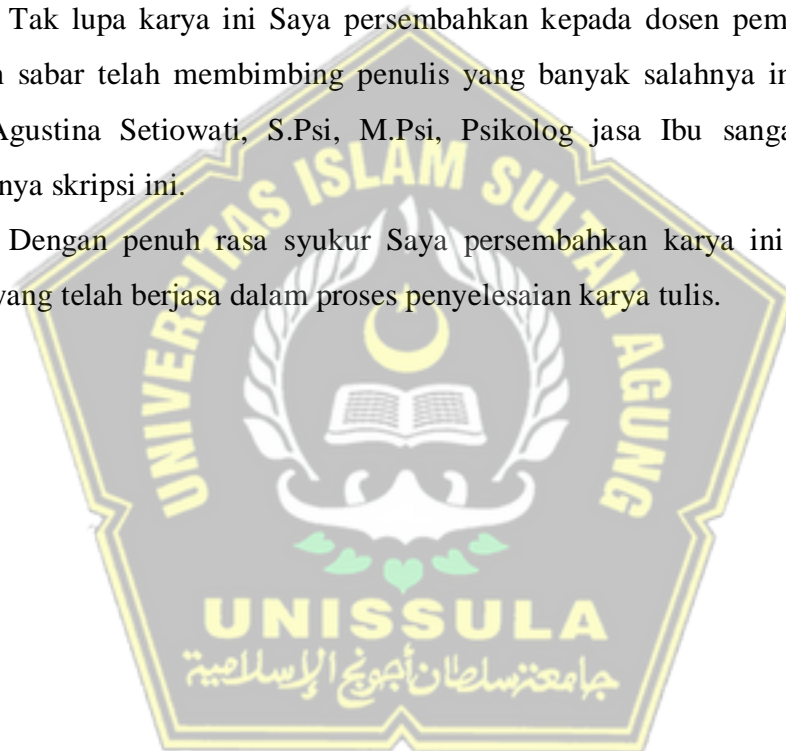 Tak lupa karya ini Saya persembahkan kepada dosen pem
n sabar telah membimbing penulis yang banyak salahnya in
Agustina Setiowati, S.Psi, M.Psi, Psikolog jasa Ibu sanga
nya skripsi ini.
Dengan penuh rasa syukur Saya persembahkan karya ini
yang telah berjasa dalam proses penyelesaian karya tulis.
UNIVERSITAS ISLAM SULTAN AGUNG
UNISSULA
جامعة سلطان أجونج الإسلامية